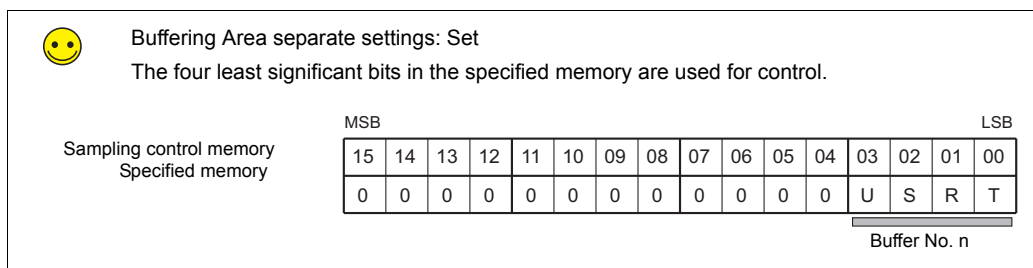 Buffering Area separate settings: Set
The four least significant bits in the specified memory are used for control.
MSB LSB
Sampling control memory
Specified memory
15 14 13 12 11 10 09 08 07 06 05 04 03 02 01 00
0 0 0 0 0 0 0 0 0 0 0 0 U S R T
Buffer No. n